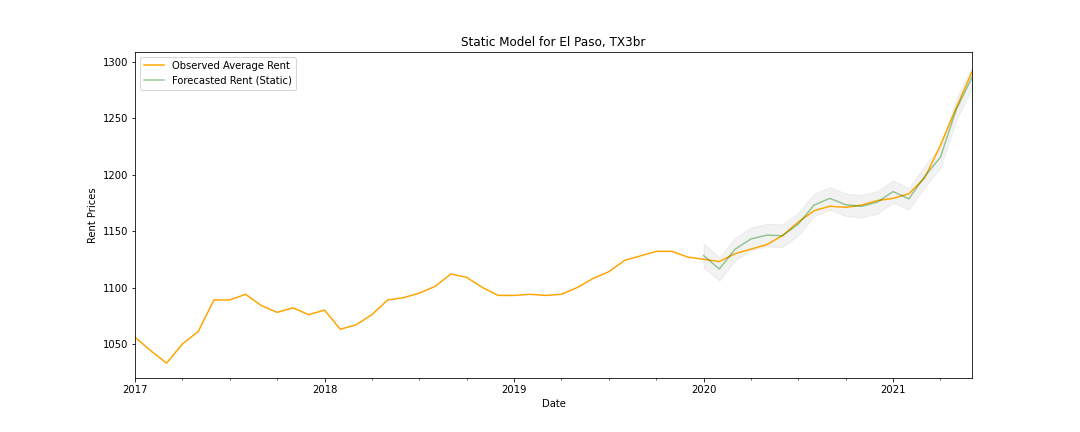 Static Model for El Paso, TX3br
Observed Average Rent
Forecasted Rent (Static)
Rent Prices
1300
1250
1200
1150
1100
1050
2017
2018
2019
2020
2021
Date